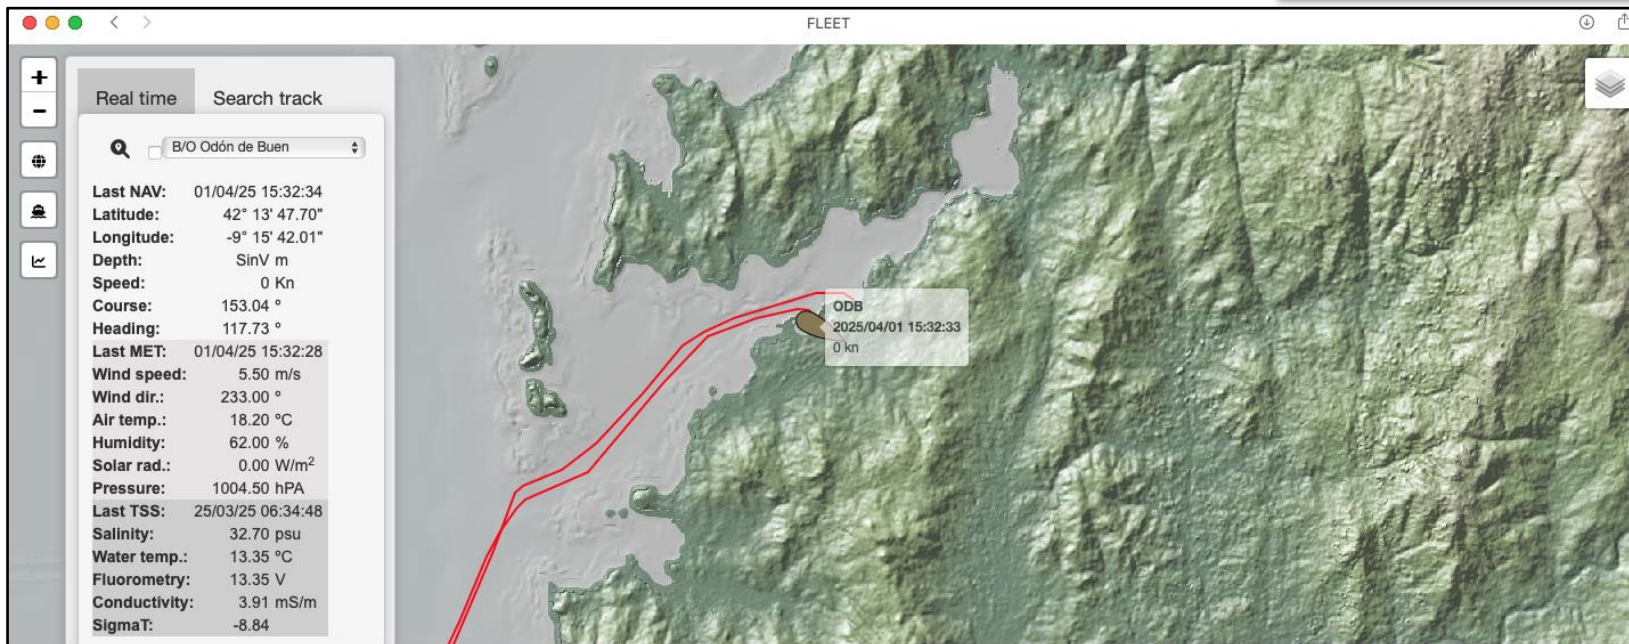 FLEET
Real time Search track
B/O Odón de Buen
Last NAV: 01/04/25 15:32:34
Latitude: 42° 13' 47.70"
Longitude: -9° 15' 42.01"
Depth: SinV m
Speed: 0 Kn
Course: 153.04 º
Heading: 117.73 º
Last MET: 01/04/25 15:32:28
Wind speed: 5.50 m/s
Wind dir.: 233.00 º
Air temp.: 18.20 ºC
Humidity: 62.00 %
Solar rad.: 0.00 W/m²
Pressure: 1004.50 hPA
Last TSS: 25/03/25 06:34:48
Salinity: 32.70 psu
Water temp.: 13.35 ºC
Fluorometry: 13.35 V
Conductivity: 3.91 mS/m
SigmaT: -8.84
ODB
2025/04/01 15:32:33
0 kn